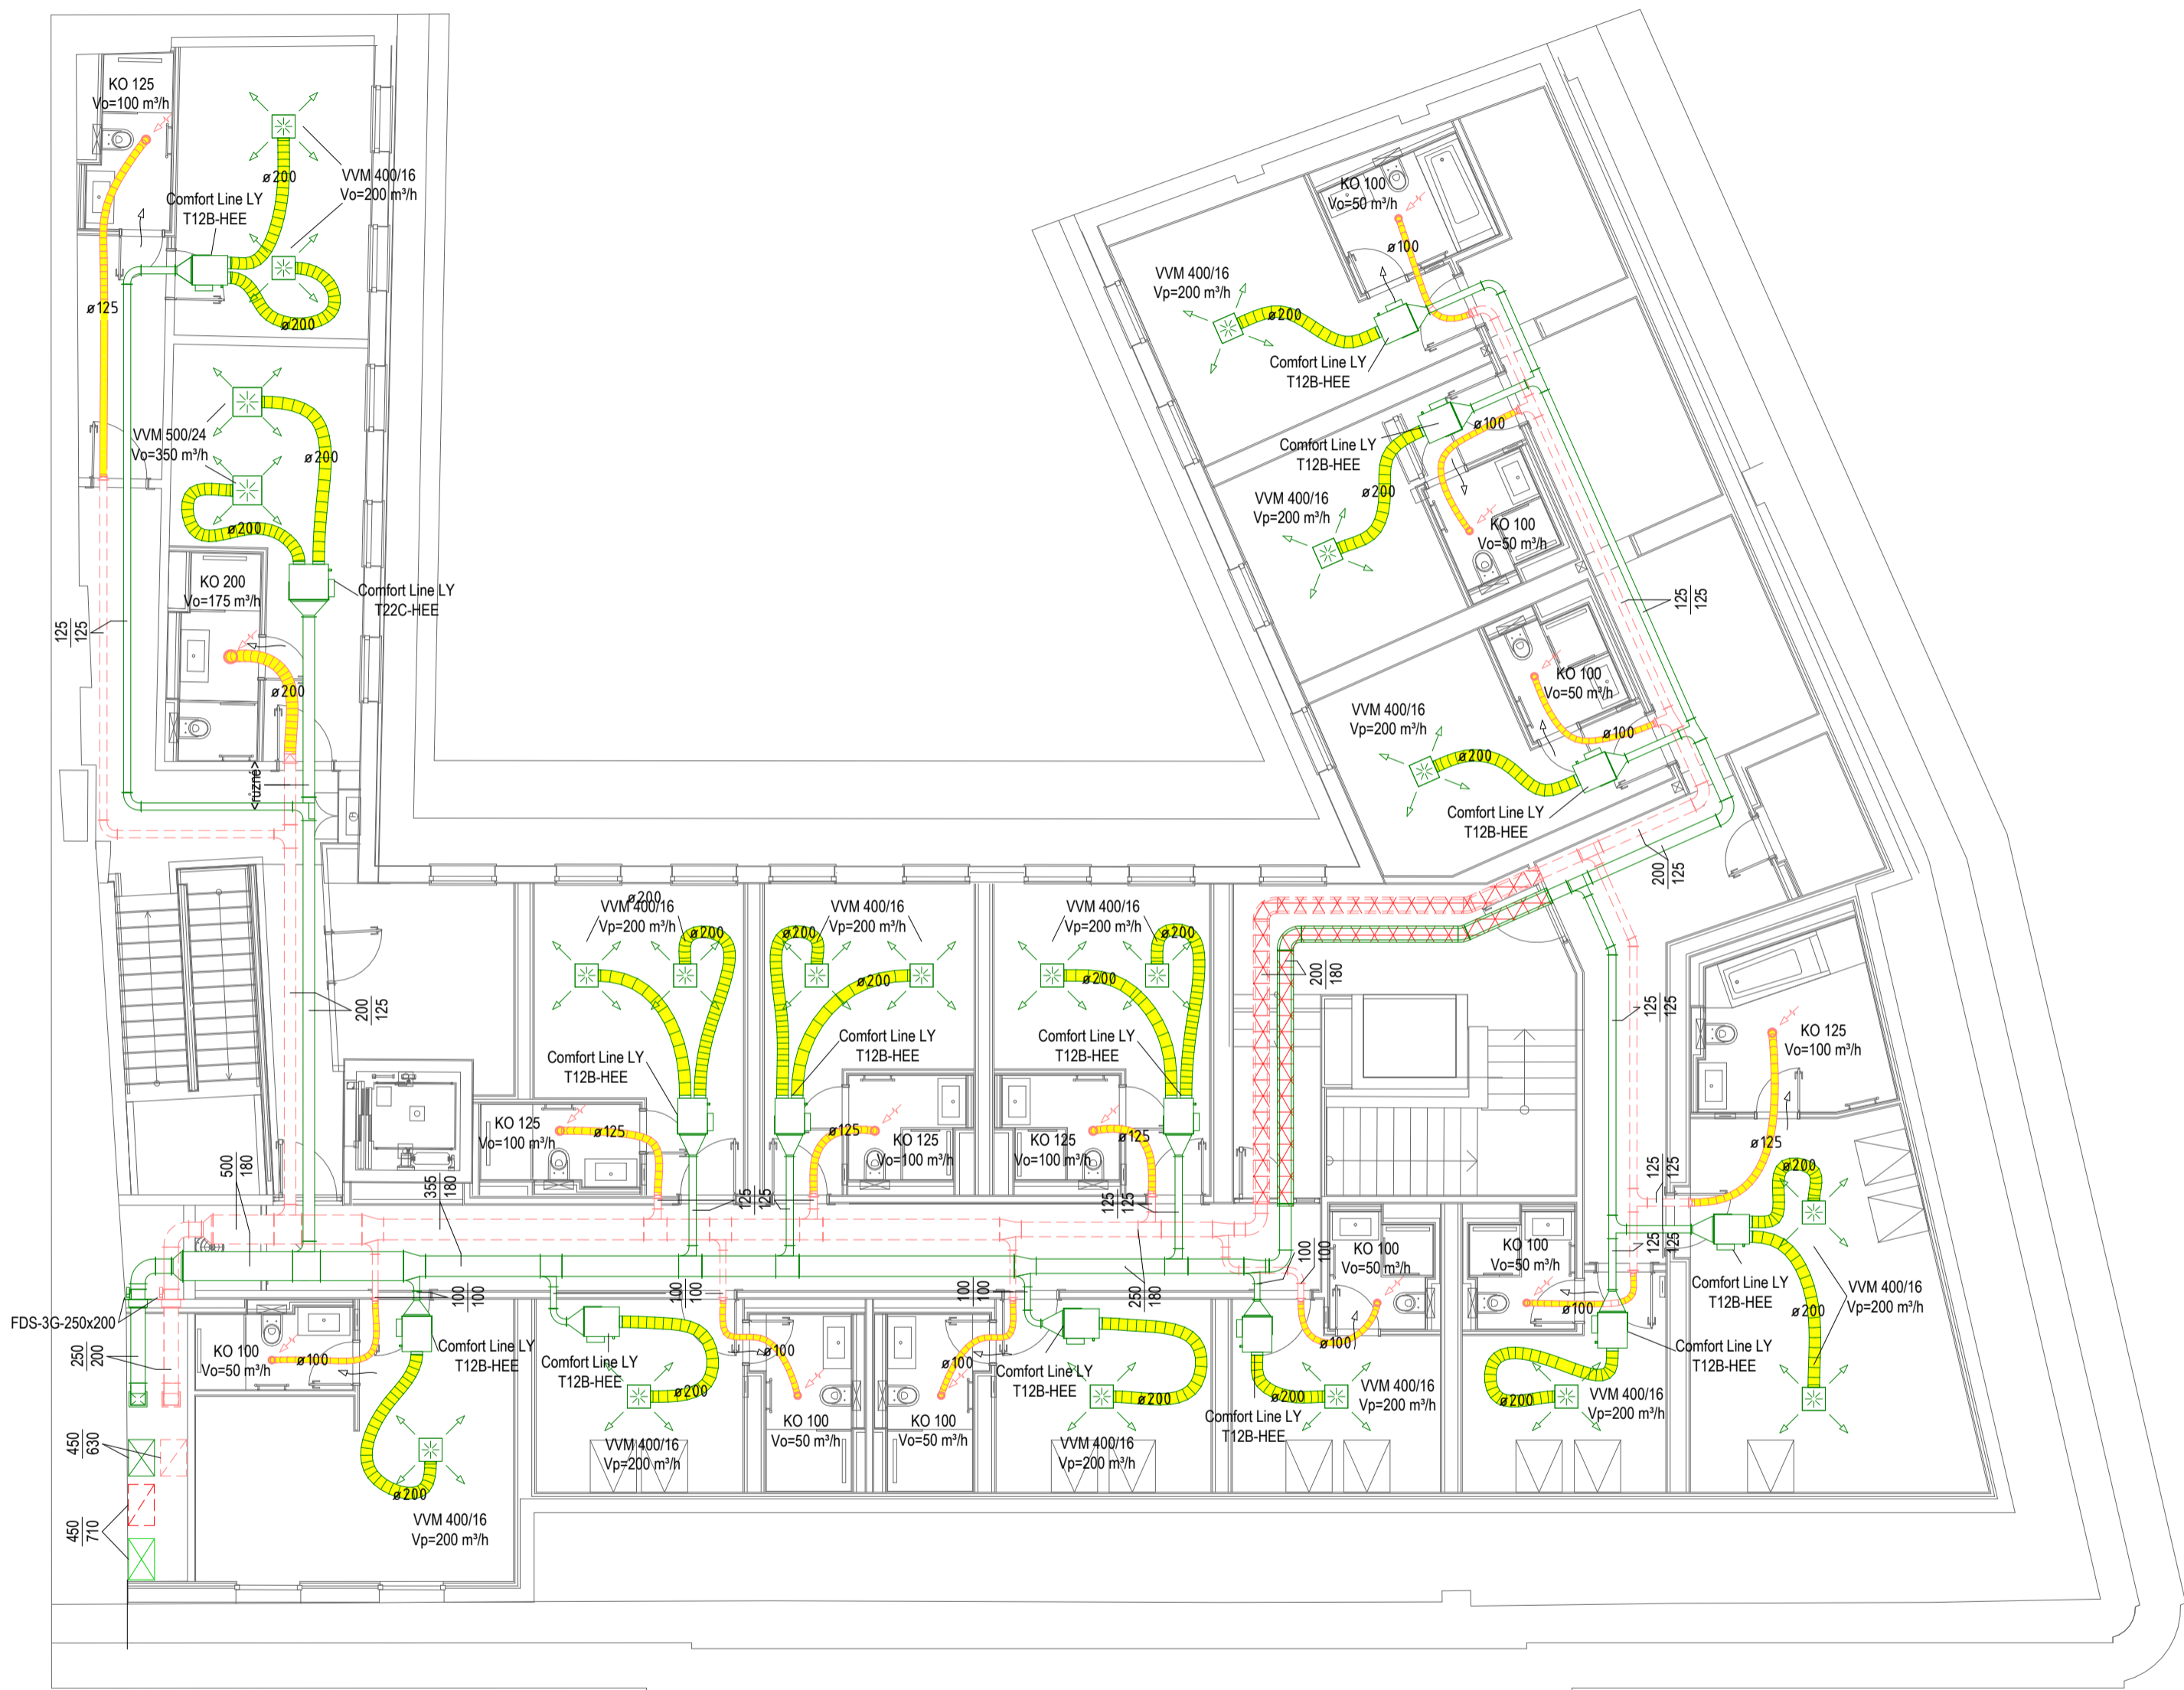 KO 125
Vo=100 m³/h
ø200
VVM 400/16
Vo=200 m³/h
Comfort Line LY
T12B-HEE
ø200
ø125
VVM 500/24
Vo=350 m³/h
ø200
ø200
KO 200
Vo=175 m³/h
Comfort Line LY
T22C-HEE
125
125
ø200
<různé>
200
125
KO 100
Vo=50 m³/h
ø100
VVM 400/16
Vp=200 m³/h
ø200
Comfort Line LY
T12B-HEE
ø100
Comfort Line LY
T12B-HEE
ø200
VVM 400/16
Vp=200 m³/h
KO 100
Vo=50 m³/h
125
125
KO 100
Vo=50 m³/h
ø100
VVM 400/16
Vp=200 m³/h
ø200
Comfort Line LY
T12B-HEE
200
125
ø200
VVM 400/16
Vp=200 m³/h
ø200
VVM 400/16
Vp=200 m³/h
ø200
ø200
VVM 400/16
Vp=200 m³/h
ø200
ø200
200
180
Comfort Line LY
T12B-HEE
Comfort Line LY
T12B-HEE
Comfort Line LY
T12B-HEE
KO 125
Vo=100 m³/h
ø125
ø125
KO 125
Vo=100 m³/h
KO 125
Vo=100 m³/h
ø125
125
125
KO 125
Vo=100 m³/h
ø125
ø200
125
125
125
125
500
180
355
180
125
125
125
125
250
180
100
100
100
100
100
100
100
100
KO 100
Vo=50 m³/h
KO 100
Vo=50 m³/h
Comfort Line LY
T12B-HEE
VVM 400/16
Vp=200 m³/h
ø200
FDS-3G-250x200
250
200
KO 100
Vo=50 m³/h
ø100
Comfort Line LY
T12B-HEE
Comfort Line LY
T12B-HEE
ø200
ø100
ø100
Comfort Line LY
T12B-HEE
ø200
ø100
ø200
Comfort Line LY
T12B-HEE
VVM 400/16
Vp=200 m³/h
ø100
Comfort Line LY
T12B-HEE
ø200
VVM 400/16
Vp=200 m³/h
KO 100
Vo=50 m³/h
KO 100
Vo=50 m³/h
VVM 400/16
Vp=200 m³/h
VVM 400/16
Vp=200 m³/h
450
630
450
710
ø200
VVM 400/16
Vp=200 m³/h